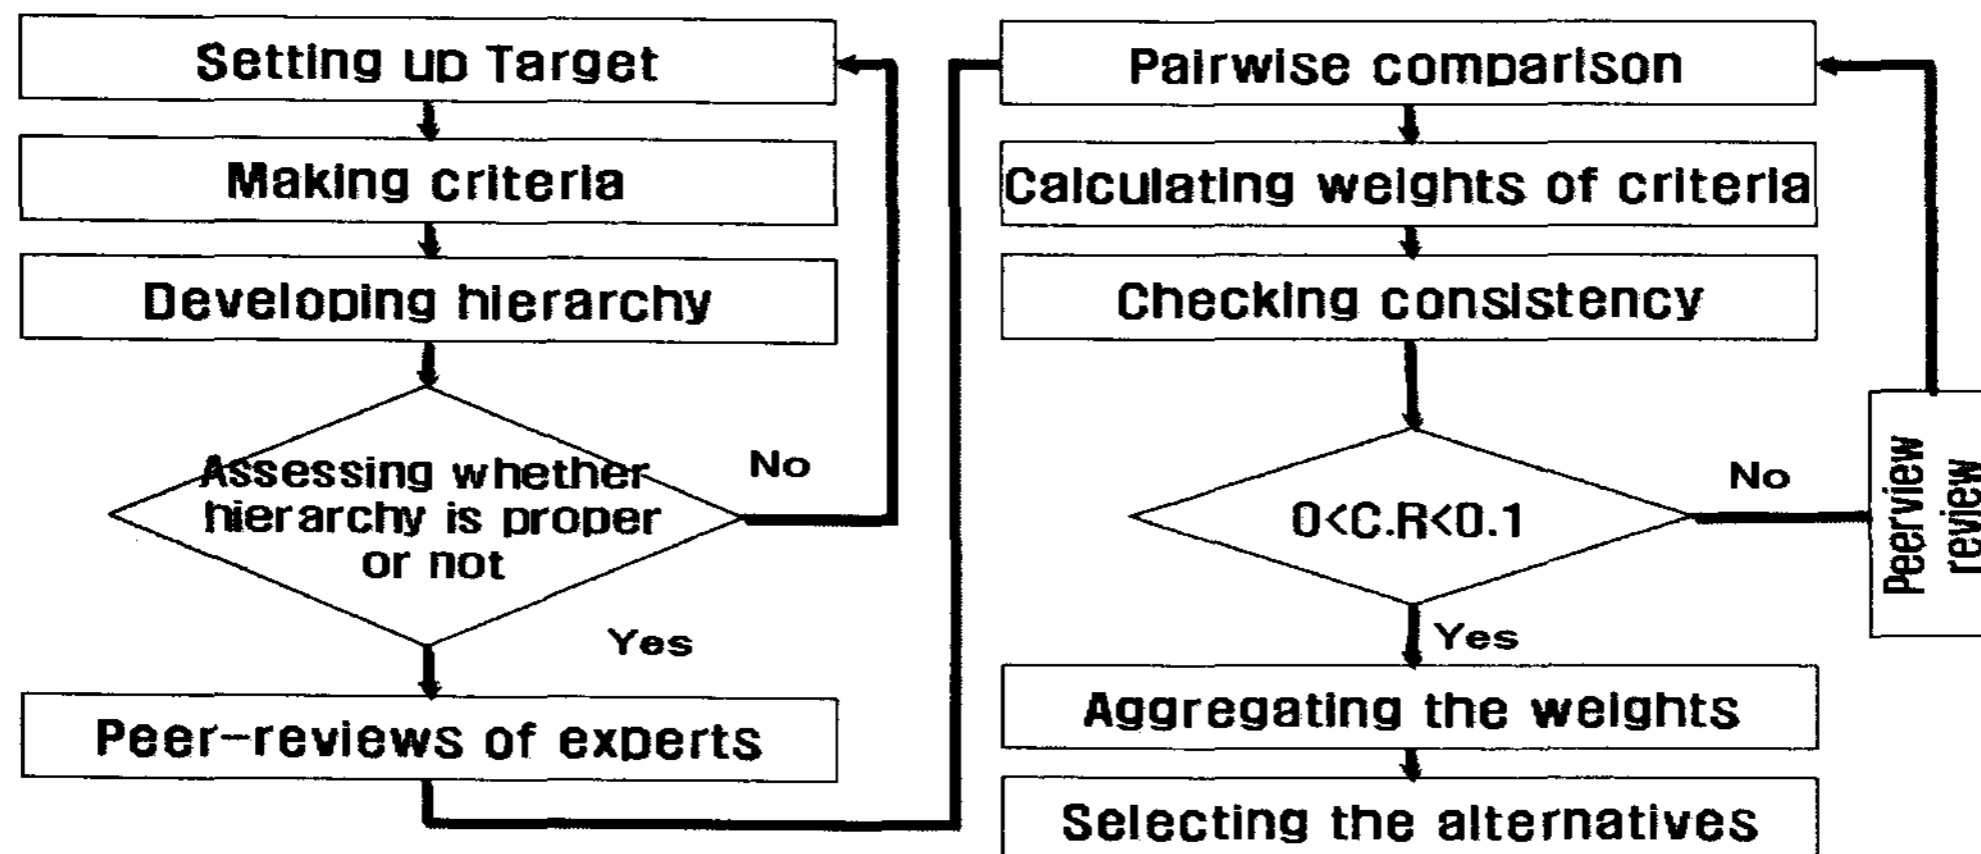 Setting up Target
Making criteria
Developing hierarchy
Assessing whether
hierarchy is proper
or not
No
Yes
Peer-reviews of experts
Pairwise comparison
Calculating weights of criteria
Checking consistency
0<C.R<0.1
No
Peerview
review
Yes
Aggregating the weights
Selecting the alternatives